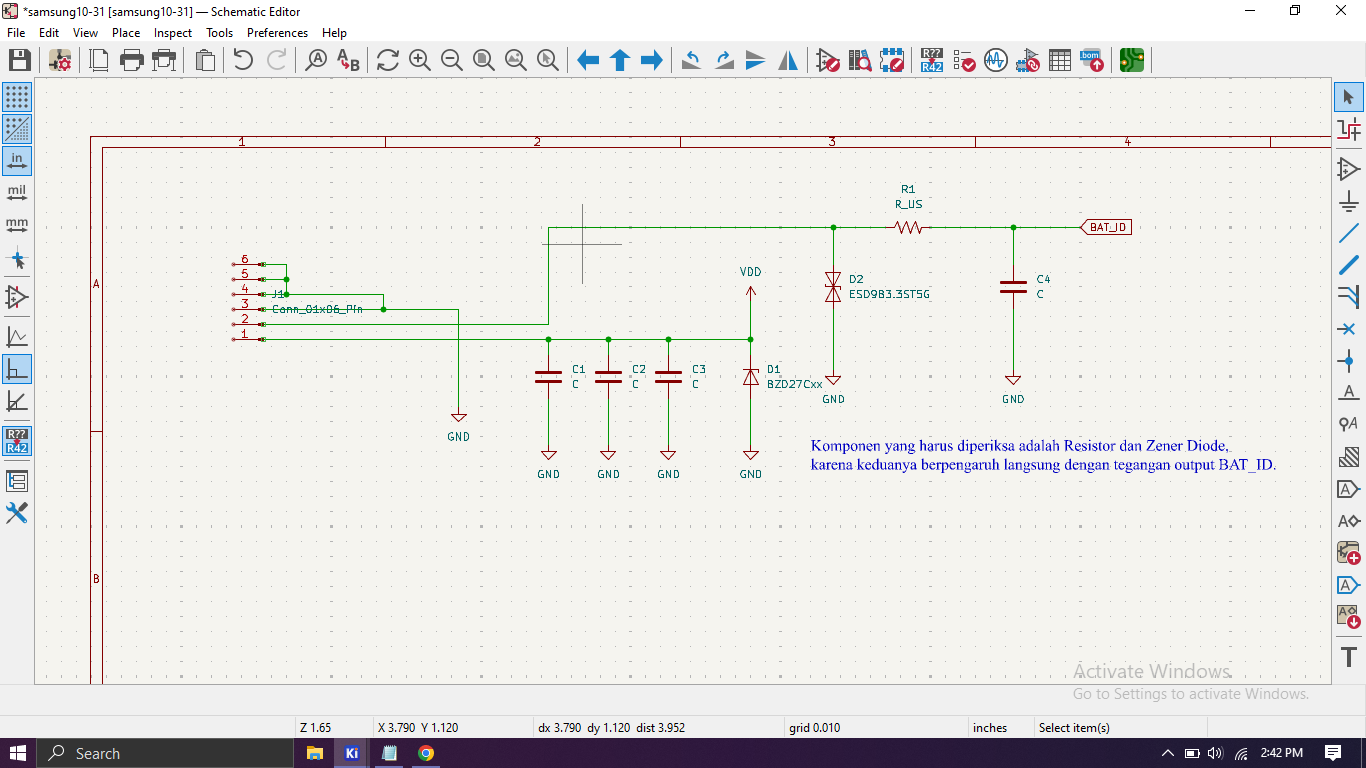 *samsung10-31 [samsung10-31] — Schematic Editor
File Edit View Place Inspect Tools Preferences Help
A B
R?? R42
bom
in
mil
mm
R?? R42
1 2 3 4
A
B
R1
R_US
BAT_ID
VDD
D2
ESD9B3.3ST5G
C4
C
6
5
4
J1
3
Conn_01x06_Pin
2
1
C1
C
C2
C
C3
C
D1
BZD27Cxx
GND
GND
GND
GND
GND
GND
GND
Komponen yang harus diperiksa adalah Resistor dan Zener Diode,
karena keduanya berpengaruh langsung dengan tegangan output BAT_ID.
A
A
A
A
A
A
T
Activate Windows
Go to Settings to activate Windows.
Z 1.65 X 3.790 Y 1.120 dx 3.790 dy 1.120 dist 3.952 grid 0.010 inches Select item(s)
Search
Ki
2:42 PM